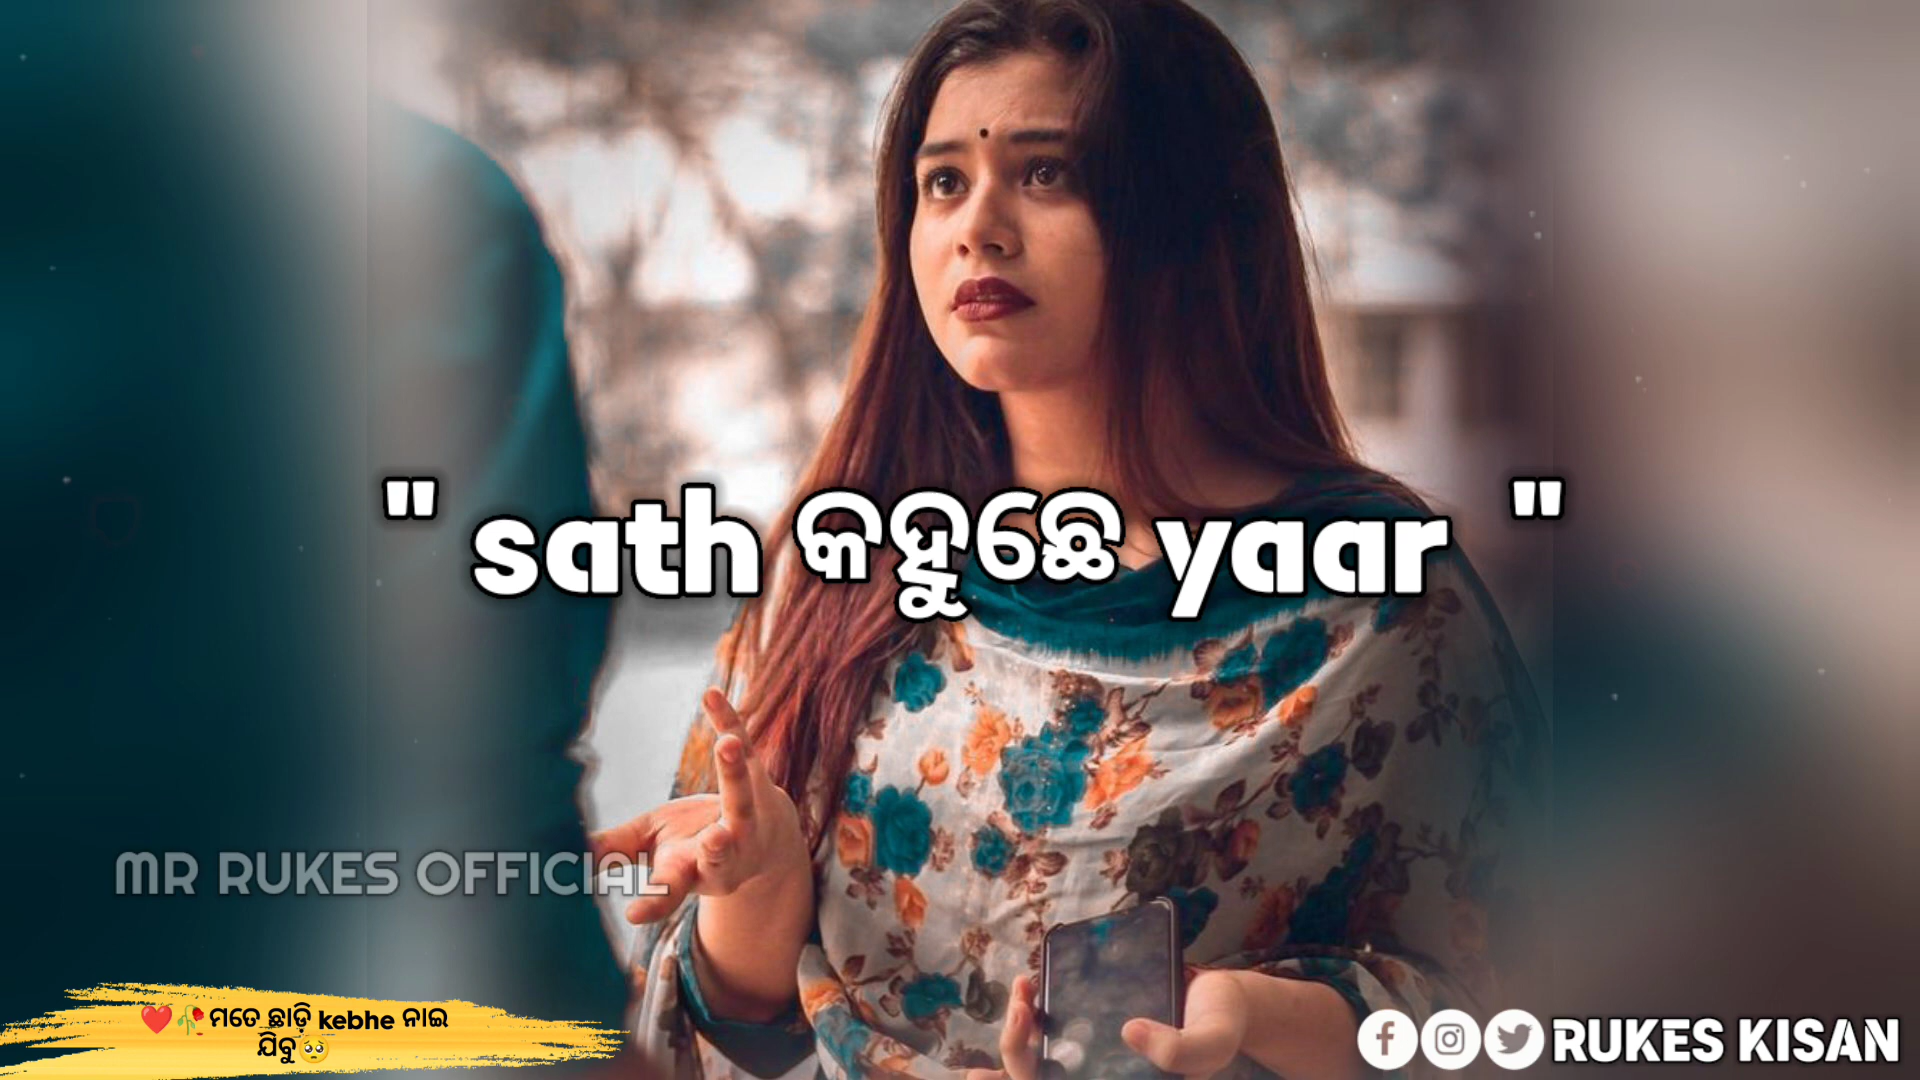 " sath କହୁଛେ yaar "
MR RUKES OFFICIAL
❤️🥀ମତେ ଛାଡ଼ି kebhe ନାଇ
ଯିବୁ🥺
RUKES KISAN